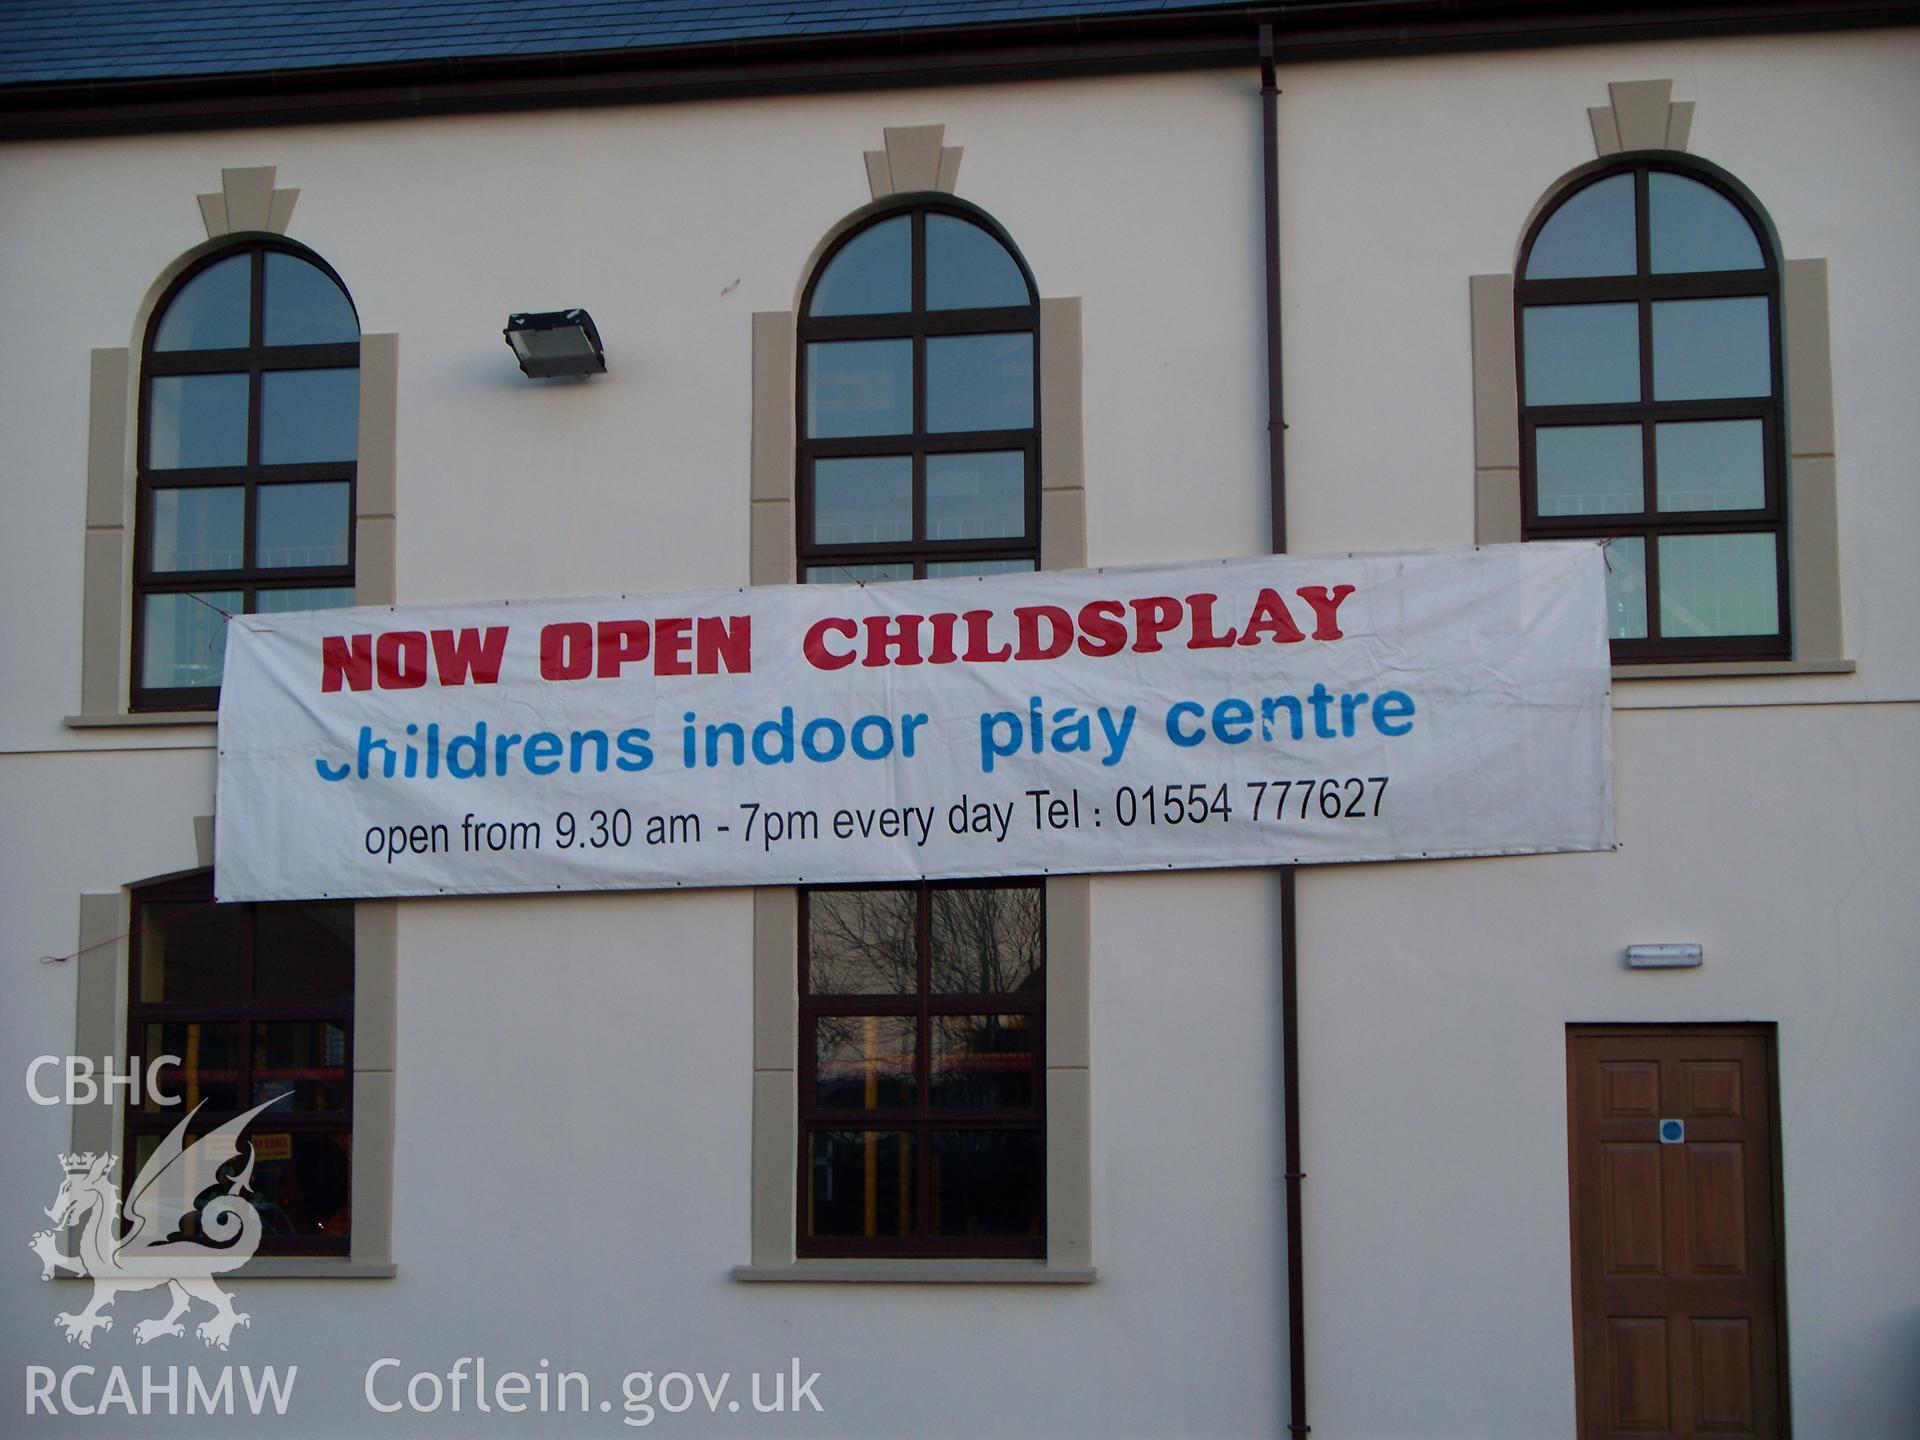 NOW OPEN CHILDSPLAY
childrens indoor play centre
open from 9.30 am - 7pm every day Tel : 01554 777627
CBHC
RCAHMW
Coflein.gov.uk